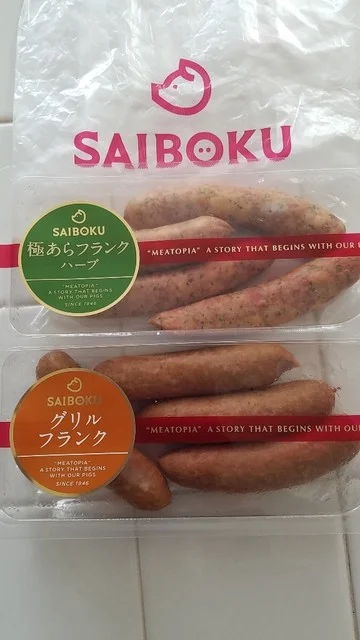 SAIBOKU
SAIBOKU
極あらフランク
ハーブ
"MEATOPIA"
A STORY THAT BEGINS
WITH OUR PIGS
SINCE 1946
"MEATOPIA" A STORY THAT BEGINS WITH OUR
SAIBOKU
グリル
フランク
"MEATOPIA"
A STORY THAT BEGINS
WITH OUR PIGS
SINCE 1946
"MEATOPIA" A STORY THAT BEGINS WITH OUR